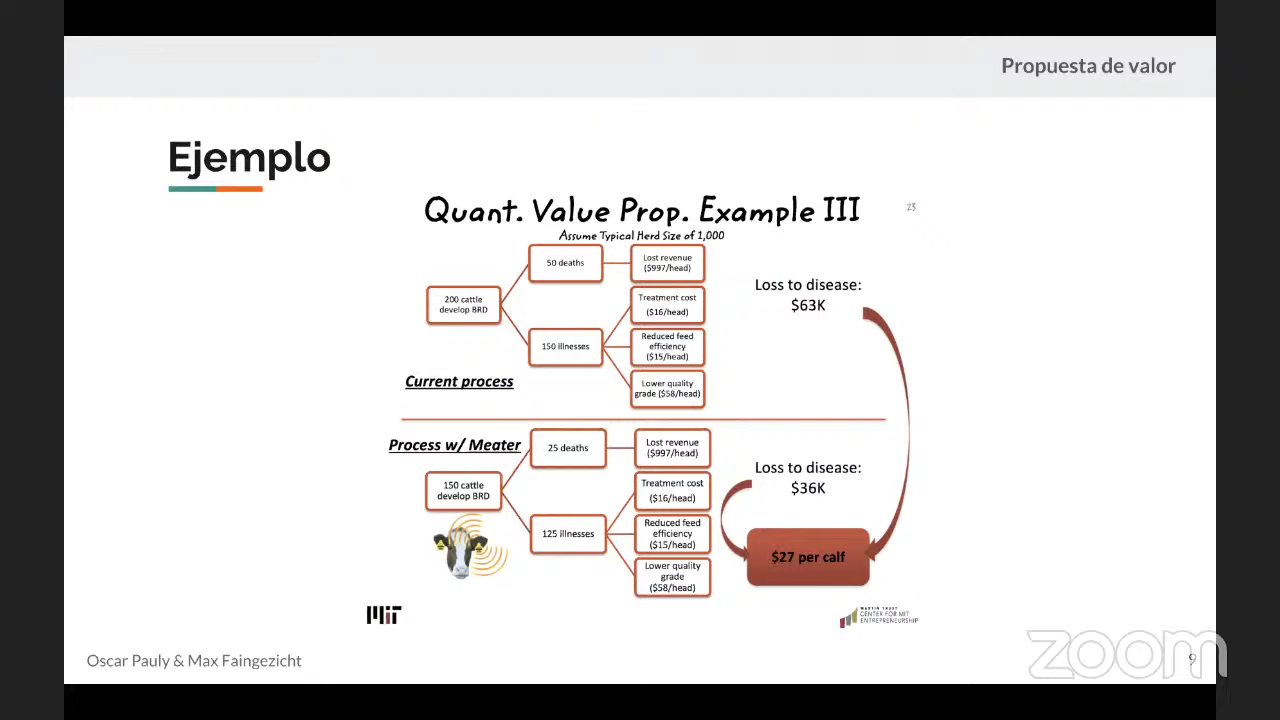 Propuesta de valor
Ejemplo
Quant. Value Prop. Example III
23
Assume Typical Herd Size of 1,000
200 cattle
develop BRD
50 deaths
Lost revenue
($997/head)
150 illnesses
Treatment cost
($16/head)
Reduced feed
efficiency
($15/head)
Lower quality
grade ($58/head)
Loss to disease:
$63K
Current process
Process w/ Meater
150 cattle
develop BRD
25 deaths
Lost revenue
($997/head)
125 illnesses
Treatment cost
($16/head)
Reduced feed
efficiency
($15/head)
Lower quality
grade
($58/head)
Loss to disease:
$36K
$27 per calf
MIT
MARTIN TRUST
CENTER FOR MIT
ENTREPRENEURSHIP
Oscar Pauly & Max Faingezicht
zoom
9